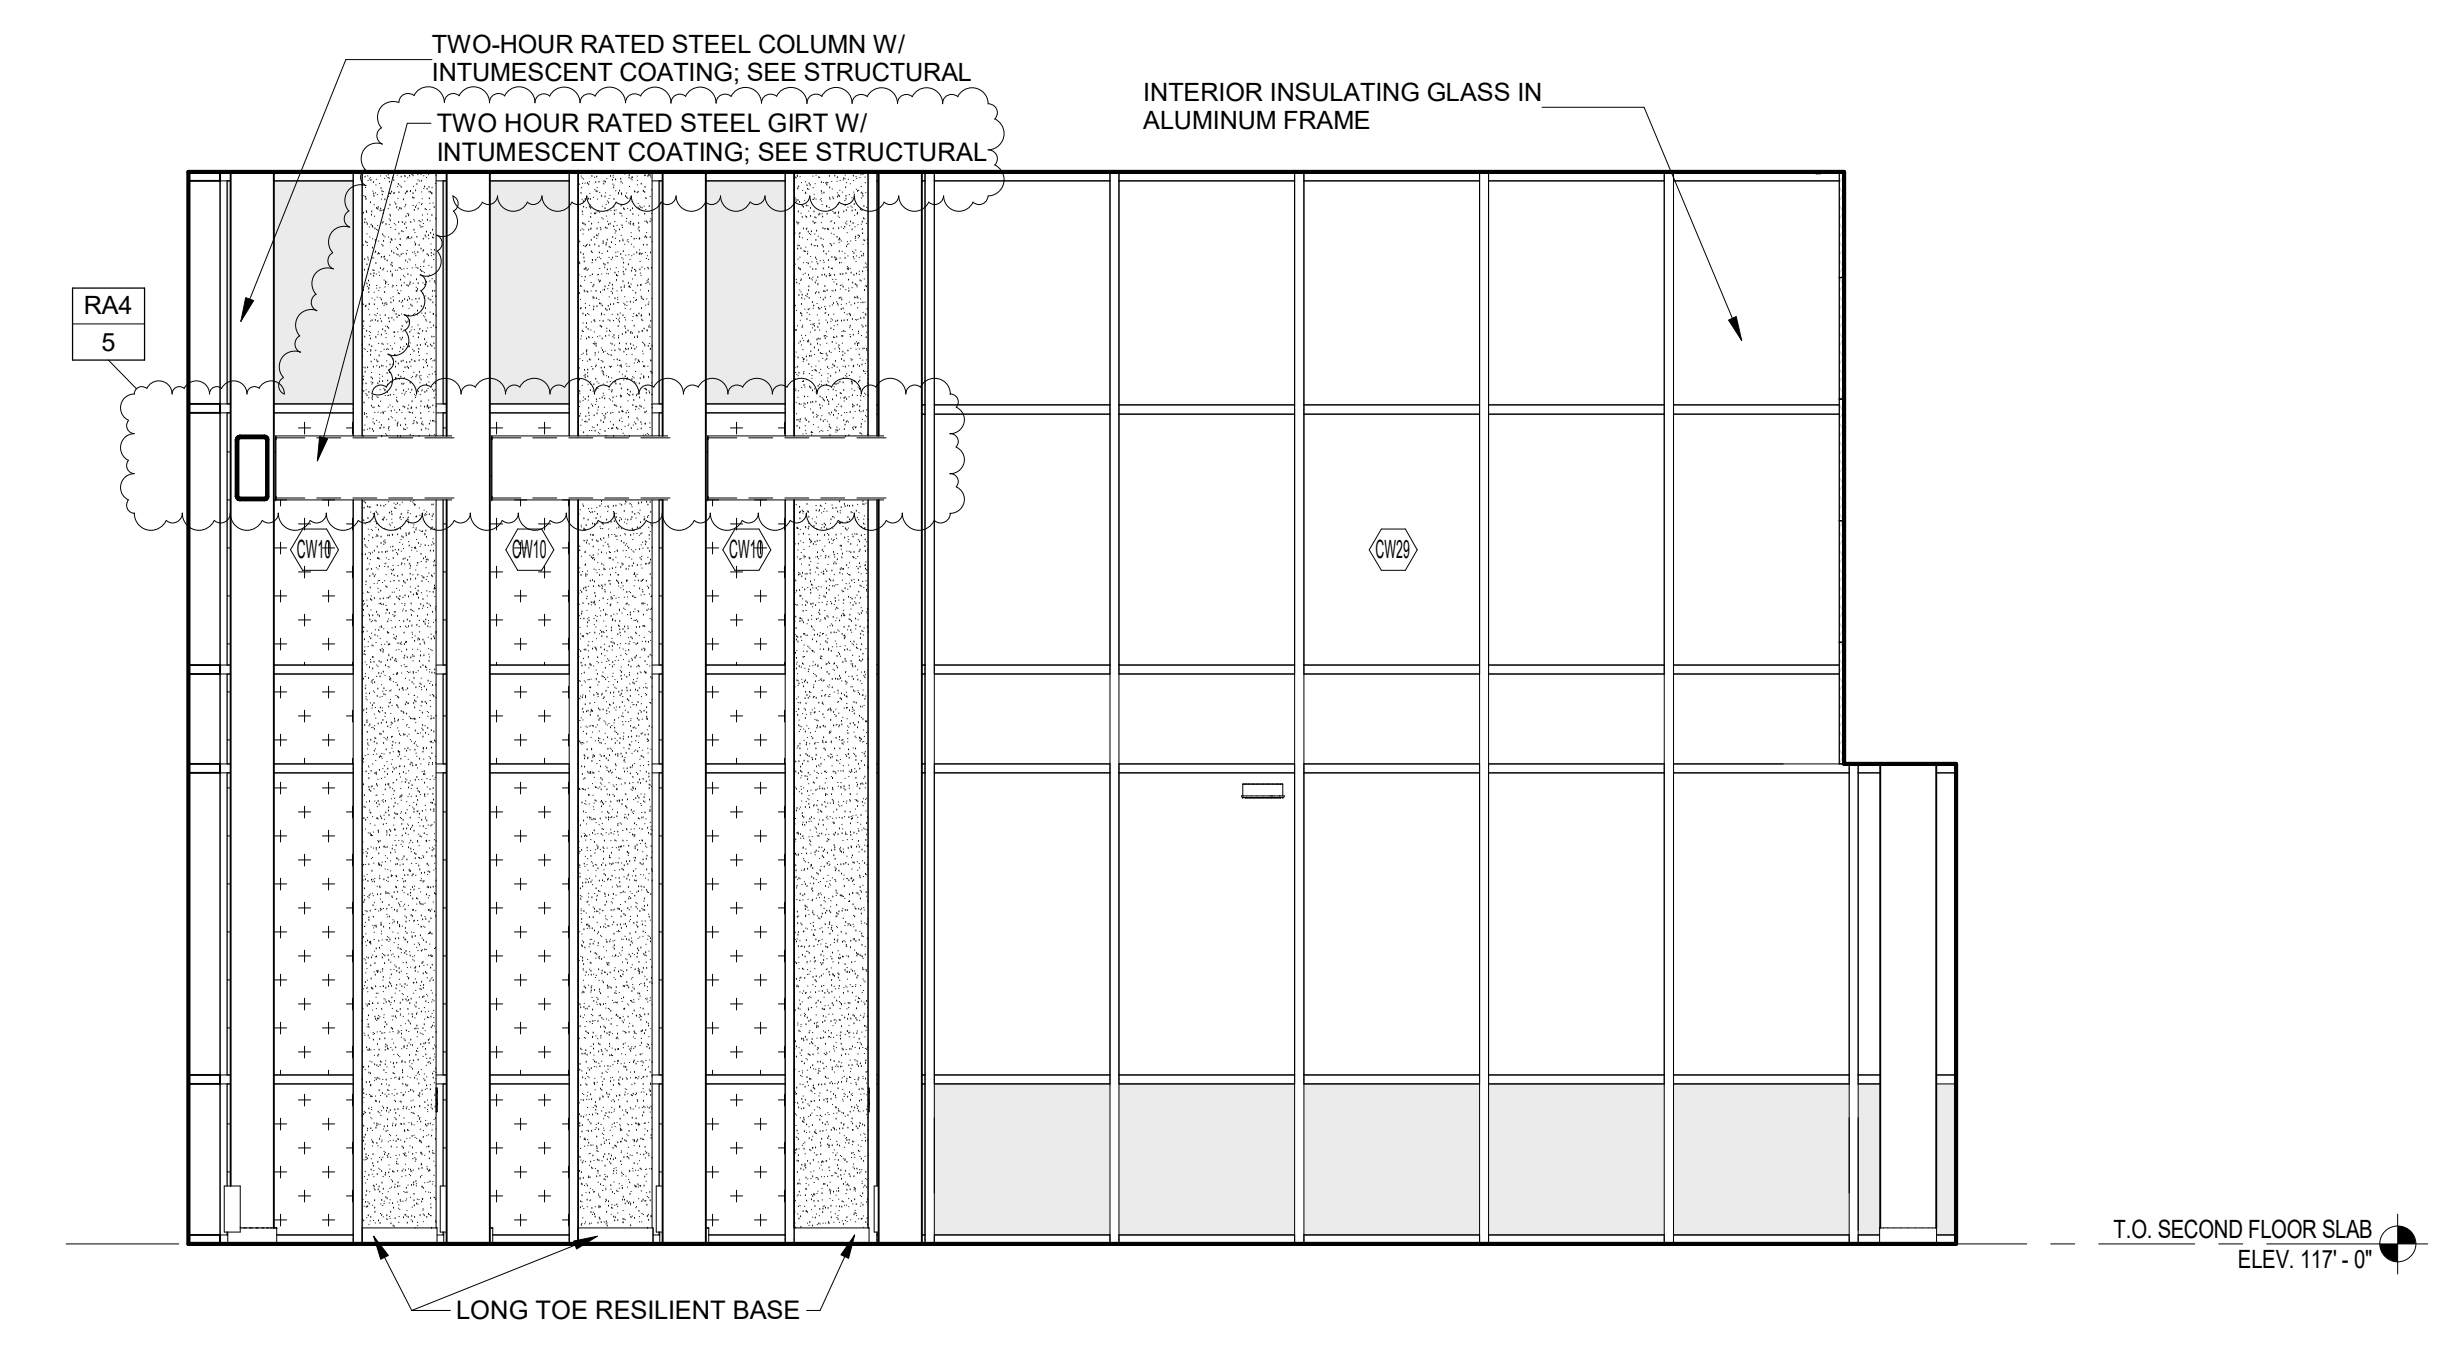 TWO-HOUR RATED STEEL COLUMN W/
INTUMESCENT COATING; SEE STRUCTURAL
TWO HOUR RATED STEEL GIRT W/
INTUMESCENT COATING; SEE STRUCTURAL
INTERIOR INSULATING GLASS IN
ALUMINUM FRAME
RA4
5
CW10
CW10
CW10
CW29
T.O. SECOND FLOOR SLAB
ELEV. 117' - 0"
LONG TOE RESILIENT BASE